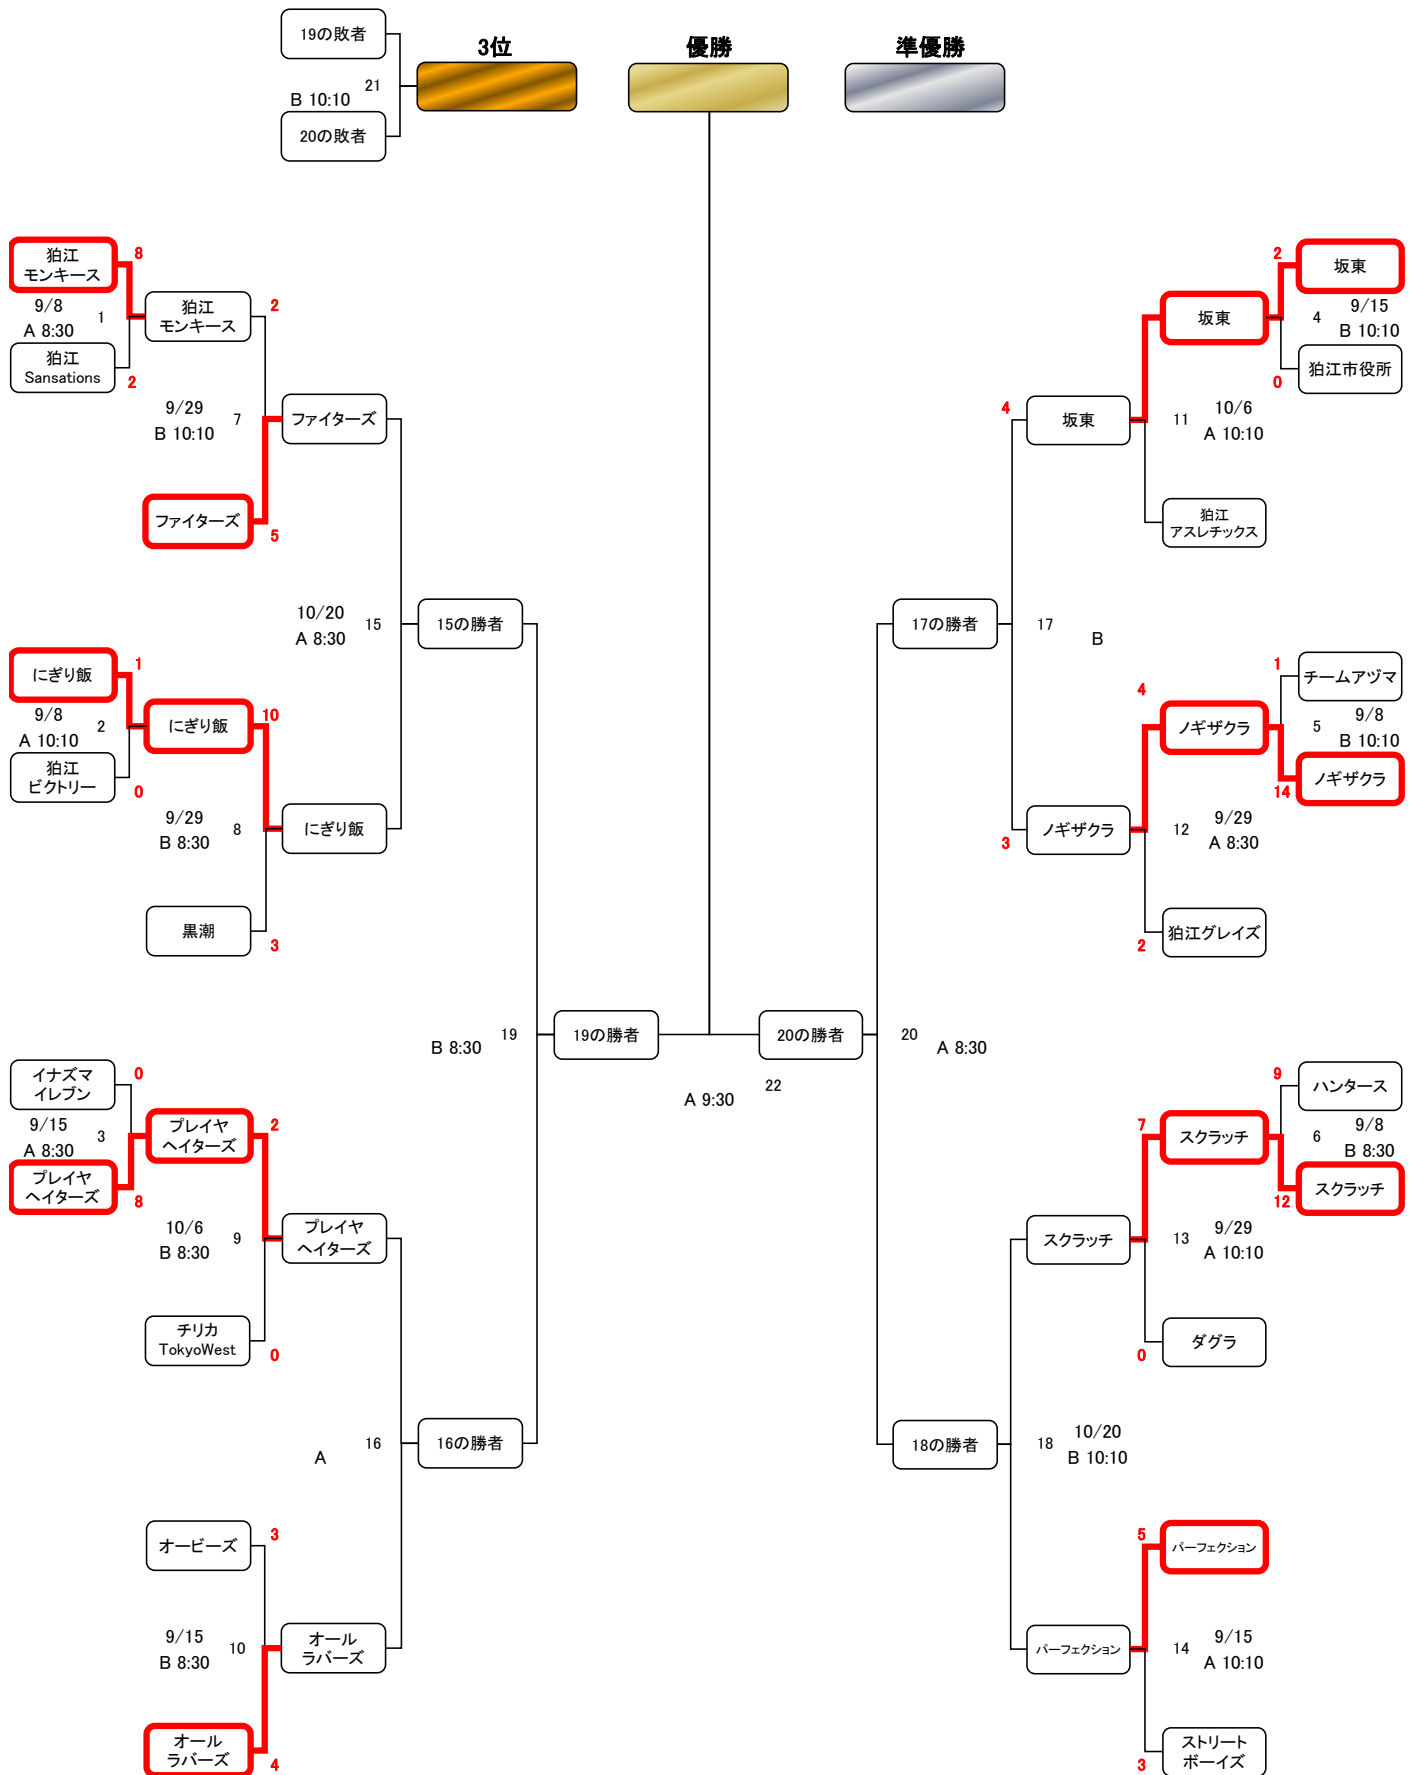 19の敗者
3位
優勝
準優勝
21
B 10:10
20の敗者
狛江
モンキース
8
9/8
A 8:30
1
狛江
モンキース
2
狛江
Sansations
2
9/29
B 10:10
7
ファイターズ
ファイターズ
5
10/20
A 8:30
15
15の勝者
にぎり飯
1
9/8
A 10:10
2
にぎり飯
10
狛江
ビクトリー
0
9/29
B 8:30
8
にぎり飯
黒潮
3
B 8:30
19
19の勝者
イナズマ
イレブン
0
9/15
A 8:30
3
プレイヤ
ヘイターズ
2
プレイヤ
ヘイターズ
8
10/6
B 8:30
9
プレイヤ
ヘイターズ
チリカ
TokyoWest
0
A
16
16の勝者
オービーズ
3
9/15
B 8:30
10
オール
ラバーズ
オール
ラバーズ
4
A 9:30
22
2
坂東
坂東
4
9/15
B 10:10
狛江市役所
0
4
坂東
11
10/6
A 10:10
狛江
アスレチックス
17の勝者
17
B
1
チームアヅマ
4
ノギザクラ
5
9/8
B 10:10
14
ノギザクラ
3
ノギザクラ
12
9/29
A 8:30
2
狛江グレイズ
20の勝者
20
A 8:30
9
ハンタース
7
スクラッチ
6
9/8
B 8:30
12
スクラッチ
スクラッチ
13
9/29
A 10:10
0
ダグラ
18の勝者
18
10/20
B 10:10
5
パーフェクション
パーフェクション
14
9/15
A 10:10
3
ストリート
ボーイズ